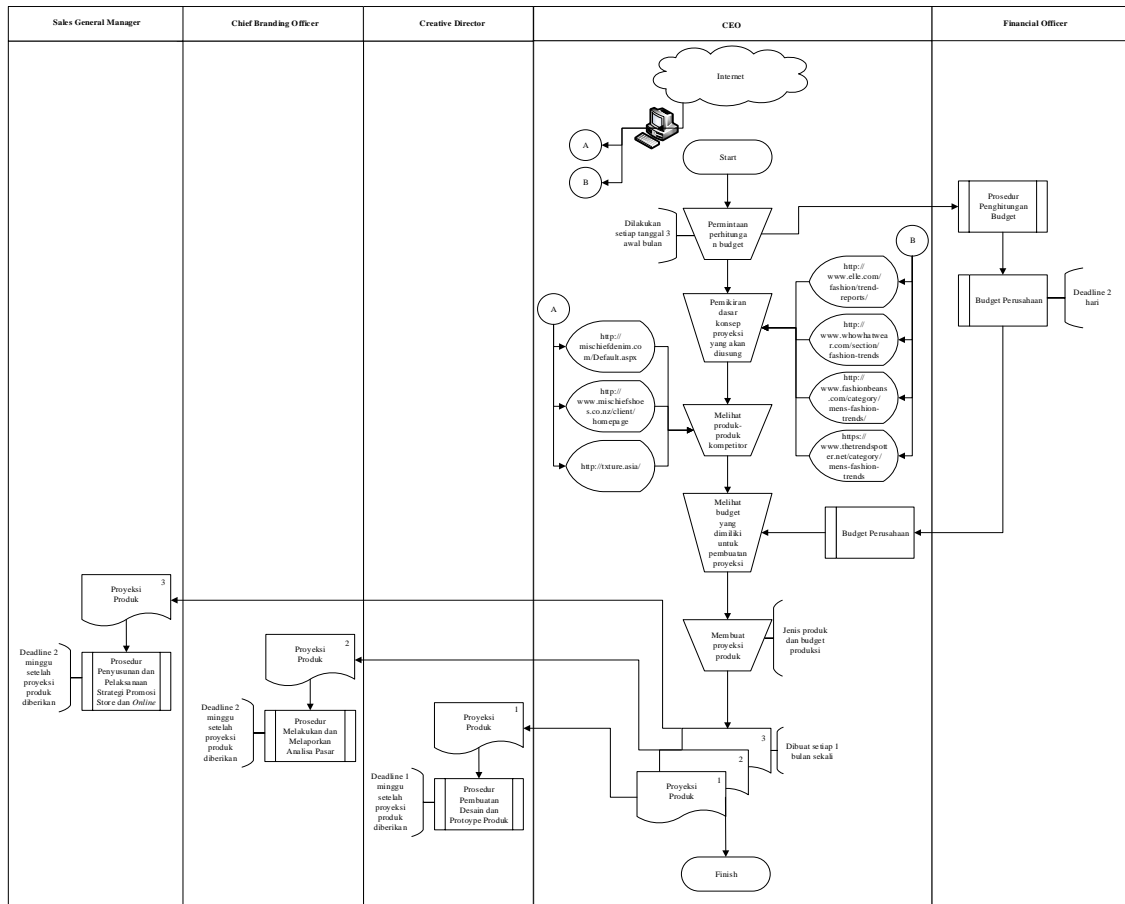 Sales General Manager
Chief Branding Officer
Creative Director
CEO
Financial Officer
Internet
A
B
Start
Dilakukan
setiap tanggal 3
awal bulan
Permintaan
perhitunga
n budget
Prosedur
Penghitungan
Budget
B
Budget Perusahaan
Deadline 2
hari
A
Pemikiran
dasar
konsep
proyeksi
yang akan
diusung
http://
www.elle.com/
fashion/trend-
reports/
http://
www.whowhatwea
r.com/section/
fashion-trends
http://
www.fashionbeans
.com/category/
mens-fashion-
trends/
https://
www.thetrendspott
er.net/category/
mens-fashion-
trends
http://
mischiefdenim.co
m/Default.aspx
http://
www.mischiefshoe
s.co.nz/client/
homepage
http://txture.asia/
Melihat
produk-
produk
kompetitor
Melihat
budget
yang
dimiliki
untuk
pembuatan
proyeksi
Budget Perusahaan
Membuat
proyeksi
produk
Jenis produk
dan budget
produksi
3
Proyeksi
Produk
Deadline 2
minggu
setelah
proyeksi
produk
diberikan
Prosedur
Penyusunan dan
Pelaksanaan
Strategi Promosi
Store dan Online
2
Proyeksi
Produk
Deadline 2
minggu
setelah
proyeksi
produk
diberikan
Prosedur
Melakukan dan
Melaporkan
Analisa Pasar
1
Proyeksi
Produk
Deadline 1
minggu
setelah
proyeksi
produk
diberikan
Prosedur
Pembuatan
Desain dan
Protoype Produk
3
2
1
Proyeksi
Produk
Dibuat setiap 1
bulan sekali
Finish